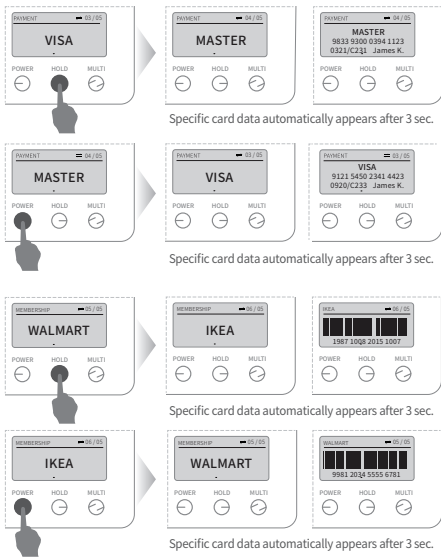 PAYMENT 03/05
VISA
POWER HOLD MULTI
PAYMENT 04/05
MASTER
POWER HOLD MULTI
PAYMENT 04/05
MASTER
9833 9300 0394 1123
0321/C231 James K.
POWER HOLD MULTI
Specific card data automatically appears after 3 sec.
PAYMENT 04/05
MASTER
POWER HOLD MULTI
PAYMENT 03/05
VISA
POWER HOLD MULTI
PAYMENT 03/05
VISA
9121 5450 2341 4423
0920/C233 James K.
POWER HOLD MULTI
Specific card data automatically appears after 3 sec.
MEMBERSHIP 05/05
WALMART
POWER HOLD MULTI
MEMBERSHIP 06/05
IKEA
POWER HOLD MULTI
IKEA 06/05
1987 1008 2015 1007
POWER HOLD MULTI
Specific card data automatically appears after 3 sec.
MEMBERSHIP 06/05
IKEA
POWER HOLD MULTI
MEMBERSHIP 05/05
WALMART
POWER HOLD MULTI
WALMART 05/05
9981 2034 5555 6781
POWER HOLD MULTI
Specific card data automatically appears after 3 sec.